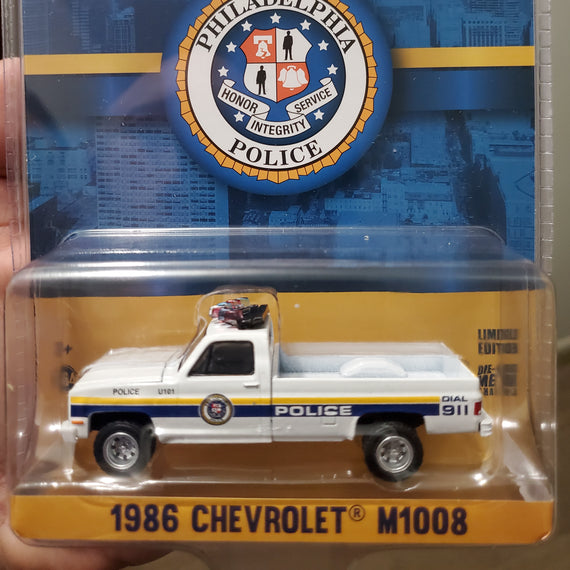 PHILADELPHIA
HONOR
INTEGRITY
SERVICE
POLICE
LIMITED
EDITION
POLICE U101
POLICE
DIAL
911
1986 CHEVROLET® M1008